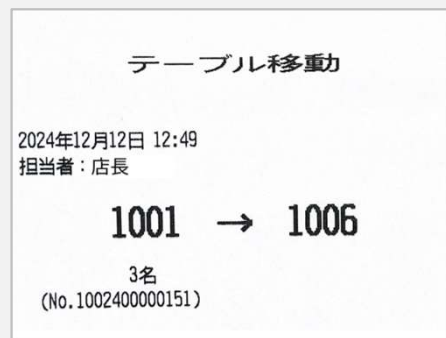 テーブル移動
2024年12月12日 12:49
担当者：店長
1001 → 1006
3名
(No.1002400000151)